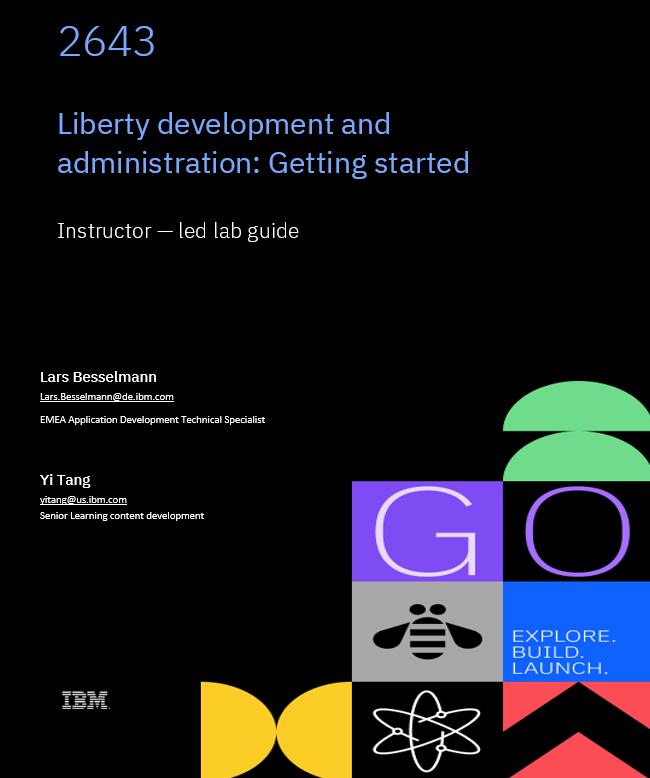 2643
Liberty development and
administration: Getting started
Instructor — led lab guide
Lars Besselmann
Lars.Besselmann@de.ibm.com
EMEA Application Development Technical Specialist
Yi Tang
yitang@us.ibm.com
Senior Learning content development
GO
EXPLORE.
BUILD.
LAUNCH.
IBM